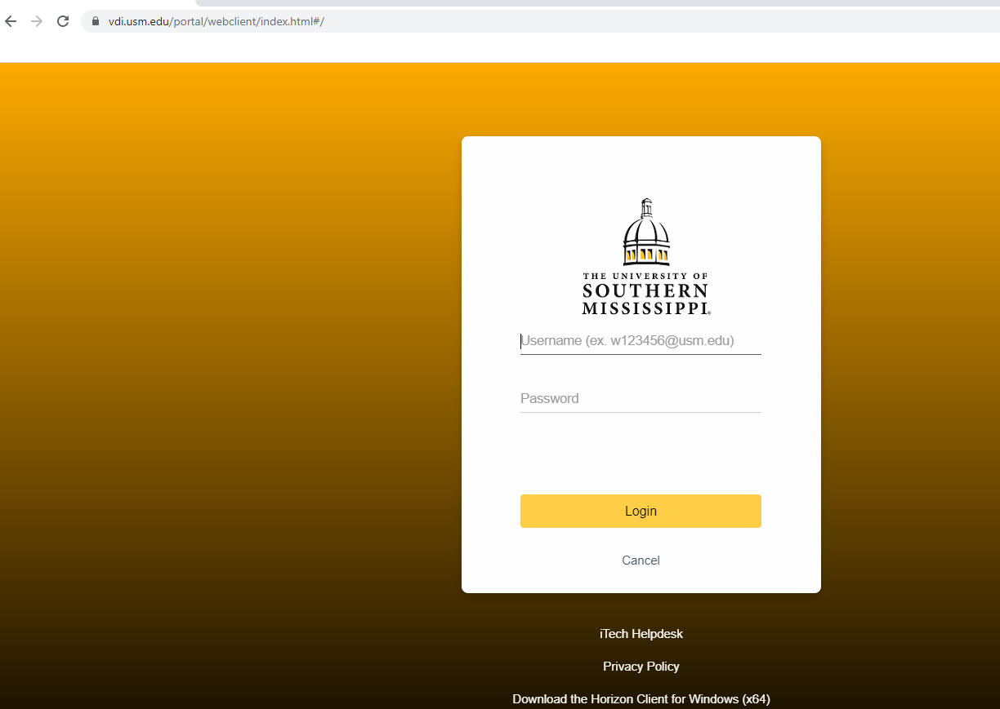 vdi.usm.edu/portal/webclient/index.html#/
THE UNIVERSITY OF
SOUTHERN
MISSISSIPPI®
Username (ex. w123456@usm.edu)
Password
Login
Cancel
iTech Helpdesk
Privacy Policy
Download the Horizon Client for Windows (x64)